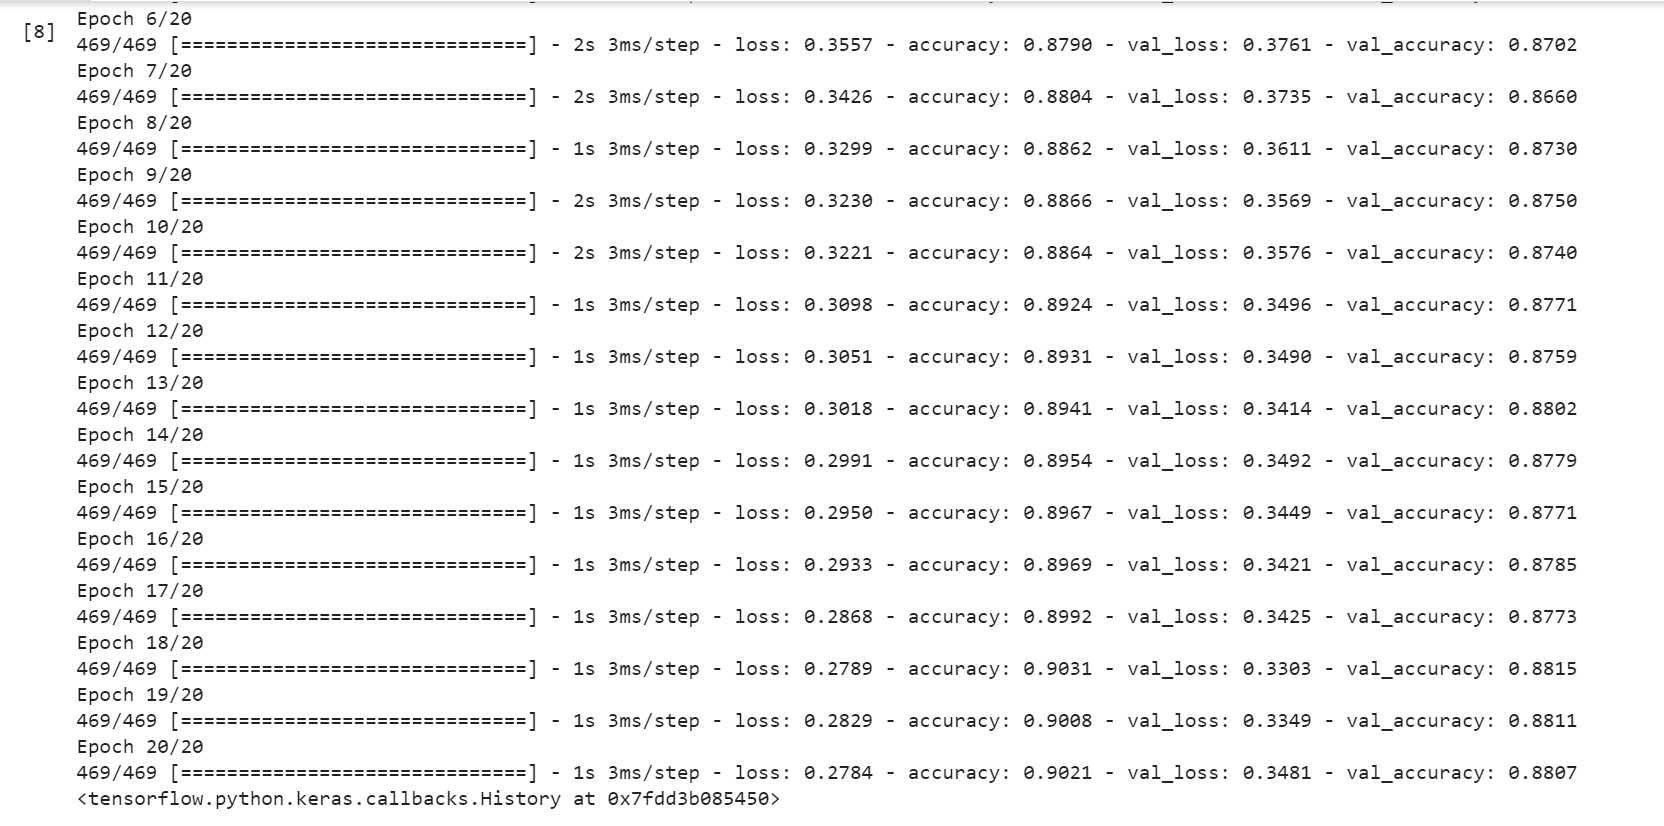 Epoch 6/20
[8]
469/469 [==============================] - 2s 3ms/step - loss: 0.3557 - accuracy: 0.8790 - val_loss: 0.3761 - val_accuracy: 0.8702
Epoch 7/20
469/469 [==============================] - 2s 3ms/step - loss: 0.3426 - accuracy: 0.8804 - val_loss: 0.3735 - val_accuracy: 0.8660
Epoch 8/20
469/469 [==============================] - 1s 3ms/step - loss: 0.3299 - accuracy: 0.8862 - val_loss: 0.3611 - val_accuracy: 0.8730
Epoch 9/20
469/469 [==============================] - 2s 3ms/step - loss: 0.3230 - accuracy: 0.8866 - val_loss: 0.3569 - val_accuracy: 0.8750
Epoch 10/20
469/469 [==============================] - 2s 3ms/step - loss: 0.3221 - accuracy: 0.8864 - val_loss: 0.3576 - val_accuracy: 0.8740
Epoch 11/20
469/469 [==============================] - 1s 3ms/step - loss: 0.3098 - accuracy: 0.8924 - val_loss: 0.3496 - val_accuracy: 0.8771
Epoch 12/20
469/469 [==============================] - 1s 3ms/step - loss: 0.3051 - accuracy: 0.8931 - val_loss: 0.3490 - val_accuracy: 0.8759
Epoch 13/20
469/469 [==============================] - 1s 3ms/step - loss: 0.3018 - accuracy: 0.8941 - val_loss: 0.3414 - val_accuracy: 0.8802
Epoch 14/20
469/469 [==============================] - 1s 3ms/step - loss: 0.2991 - accuracy: 0.8954 - val_loss: 0.3492 - val_accuracy: 0.8779
Epoch 15/20
469/469 [==============================] - 1s 3ms/step - loss: 0.2950 - accuracy: 0.8967 - val_loss: 0.3449 - val_accuracy: 0.8771
Epoch 16/20
469/469 [==============================] - 1s 3ms/step - loss: 0.2933 - accuracy: 0.8969 - val_loss: 0.3421 - val_accuracy: 0.8785
Epoch 17/20
469/469 [==============================] - 1s 3ms/step - loss: 0.2868 - accuracy: 0.8992 - val_loss: 0.3425 - val_accuracy: 0.8773
Epoch 18/20
469/469 [==============================] - 1s 3ms/step - loss: 0.2789 - accuracy: 0.9031 - val_loss: 0.3303 - val_accuracy: 0.8815
Epoch 19/20
469/469 [==============================] - 1s 3ms/step - loss: 0.2829 - accuracy: 0.9008 - val_loss: 0.3349 - val_accuracy: 0.8811
Epoch 20/20
469/469 [==============================] - 1s 3ms/step - loss: 0.2784 - accuracy: 0.9021 - val_loss: 0.3481 - val_accuracy: 0.8807
<tensorflow.python.keras.callbacks.History at 0x7fdd3b085450>